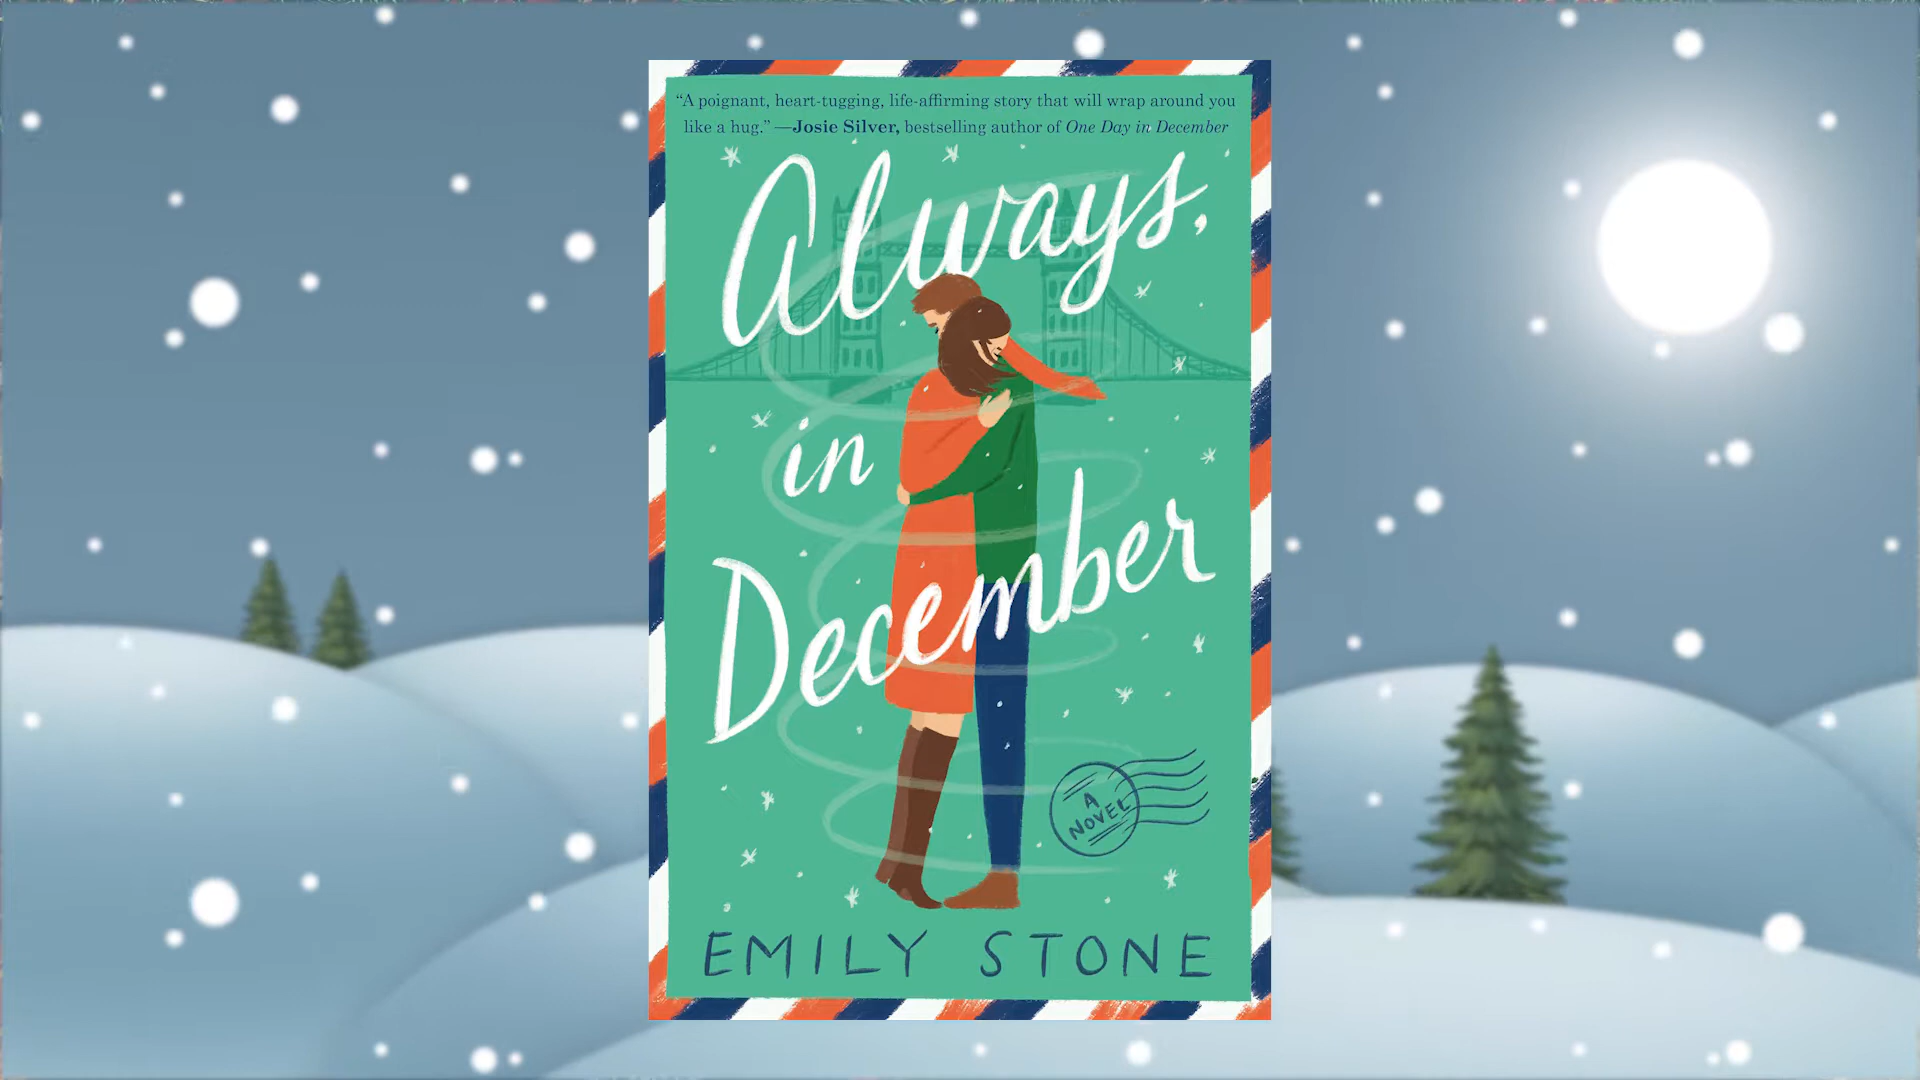 “A poignant, heart-tugging, life-affirming story that will wrap around you
like a hug.” —Josie Silver, bestselling author of One Day in December
Always,
in
December
A
NOVEL
EMILY STONE